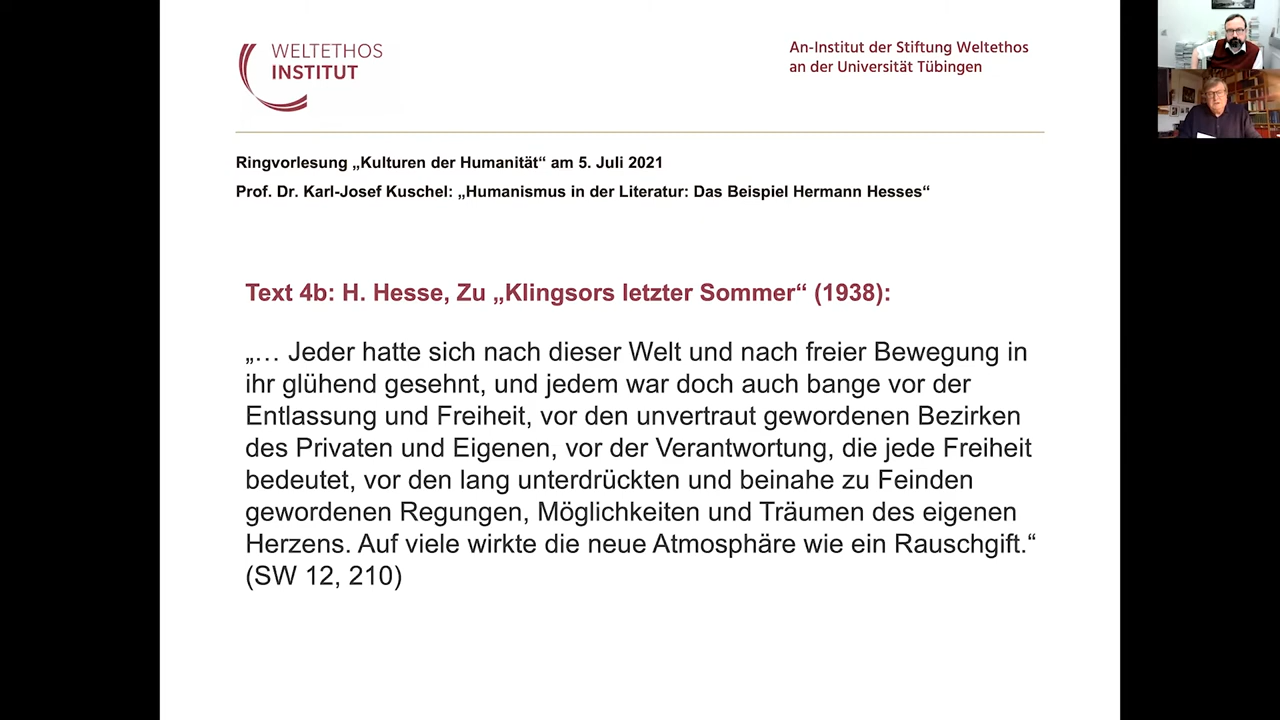 WELTETHOS
INSTITUT
An-Institut der Stiftung Weltethos
an der Universität Tübingen
Ringvorlesung „Kulturen der Humanität“ am 5. Juli 2021
Prof. Dr. Karl-Josef Kuschel: „Humanismus in der Literatur: Das Beispiel Hermann Hesses“
Text 4b: H. Hesse, Zu „Klingsors letzter Sommer“ (1938):
„… Jeder hatte sich nach dieser Welt und nach freier Bewegung in
ihr glühend gesehnt, und jedem war doch auch bange vor der
Entlassung und Freiheit, vor den unvertraut gewordenen Bezirken
des Privaten und Eigenen, vor der Verantwortung, die jede Freiheit
bedeutet, vor den lang unterdrückten und beinahe zu Feinden
gewordenen Regungen, Möglichkeiten und Träumen des eigenen
Herzens. Auf viele wirkte die neue Atmosphäre wie ein Rauschgift.“
(SW 12, 210)